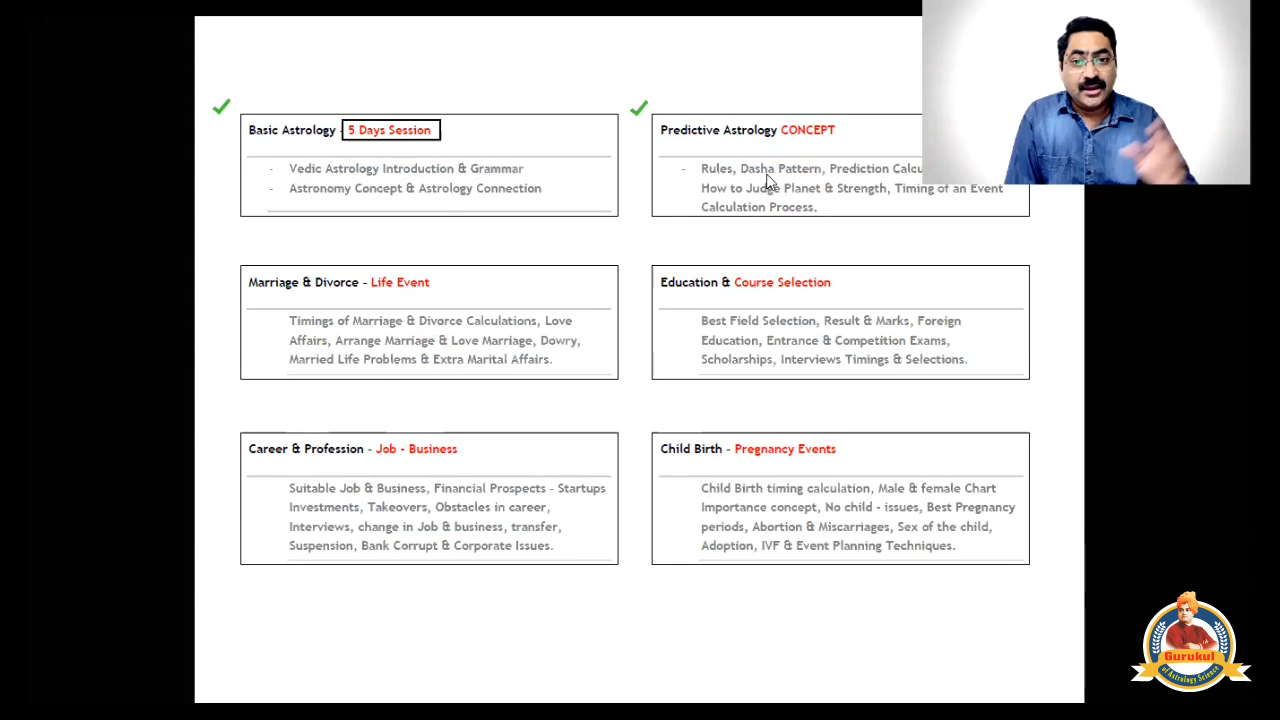 Basic Astrology - 5 Days Session
- Vedic Astrology Introduction & Grammar
- Astronomy Concept & Astrology Connection
Predictive Astrology CONCEPT
- Rules, Dasha Pattern, Prediction
How to Judge Planet & Strength, Timing of an Event
Calculation Process,
Marriage & Divorce - Life Event
Timings of Marriage & Divorce Calculations, Love
Affairs, Arrange Marriage & Love Marriage, Dowry,
Married Life Problems & Extra Marital Affairs.
Education & Course Selection
Best Field Selection, Result & Marks, Foreign
Education, Entrance & Competition Exams,
Scholarships, Interviews Timings & Selections.
Career & Profession - Job - Business
Suitable Job & Business, Financial Prospects - Startups
Investments, Takeovers, Obstacles in career,
Interviews, change in Job & business, transfer,
Suspension, Bank Corrupt & Corporate Issues.
Child Birth - Pregnancy Events
Child Birth timing calculation, Male & female Chart
Importance concept, No child - issues, Best Pregnancy
periods, Abortion & Miscarriages, Sex of the child,
Adoption, IVF & Event Planning Techniques.
Gurukul
of Astrology Science